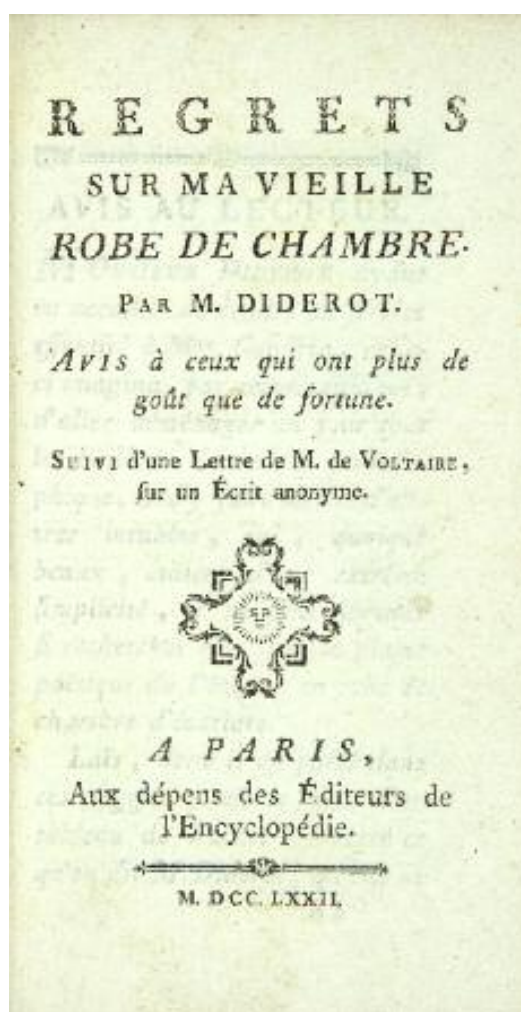 REGRETS
SUR MA VIEILLE
ROBE DE CHAMBRE.
PAR M. DIDEROT.
AVIS à ceux qui ont plus de
goût que de fortune.
SUIVI d'une Lettre de M. de VOLTAIRE,
sur un Écrit anonyme.
A PARIS,
Aux dépens des Éditeurs de
l'Encyclopédie.
M. DCC. LXXII.